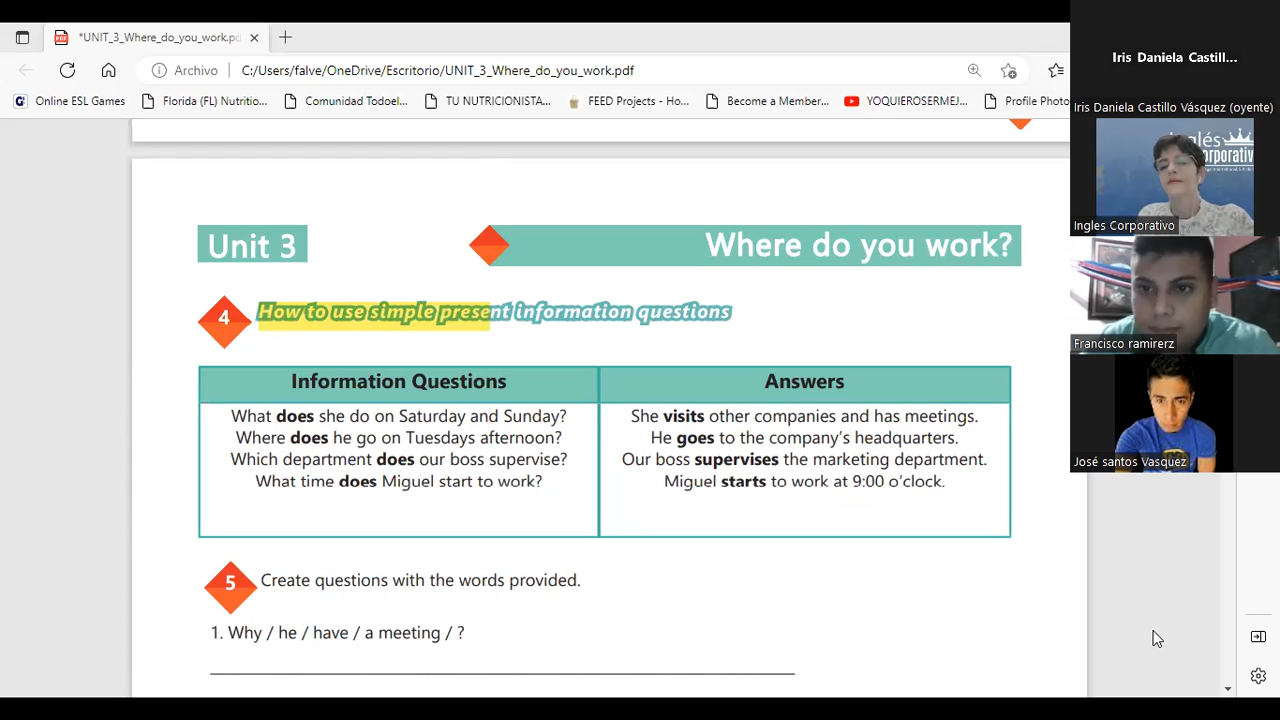 *UNIT_3_Where_do_you_work.pd
Archivo
C:/Users/falve/OneDrive/Escritorio/UNIT_3_Where_do_you_work.pdf
Online ESL Games
Florida (FL) Nutritio...
Comunidad Todoel...
TU NUTRICIONISTA...
FEED Projects - Ho...
Become a Member...
YOQUIEROSERMEJ...
Profile Photo
Unit 3
Where do you work?
4
How to use simple present information questions
Information Questions
Answers
What does she do on Saturday and Sunday?
She visits other companies and has meetings.
Where does he go on Tuesdays afternoon?
He goes to the company's headquarters.
Which department does our boss supervise?
Our boss supervises the marketing department.
What time does Miguel start to work?
Miguel starts to work at 9:00 o'clock.
5
Create questions with the words provided.
1. Why / he / have / a meeting / ?
Iris Daniela Castill...
Iris Daniela Castillo Vásquez (oyente)
Inglés
Corporativo
Ingles Corporativo
Francisco ramirerz
José santos Vasquez